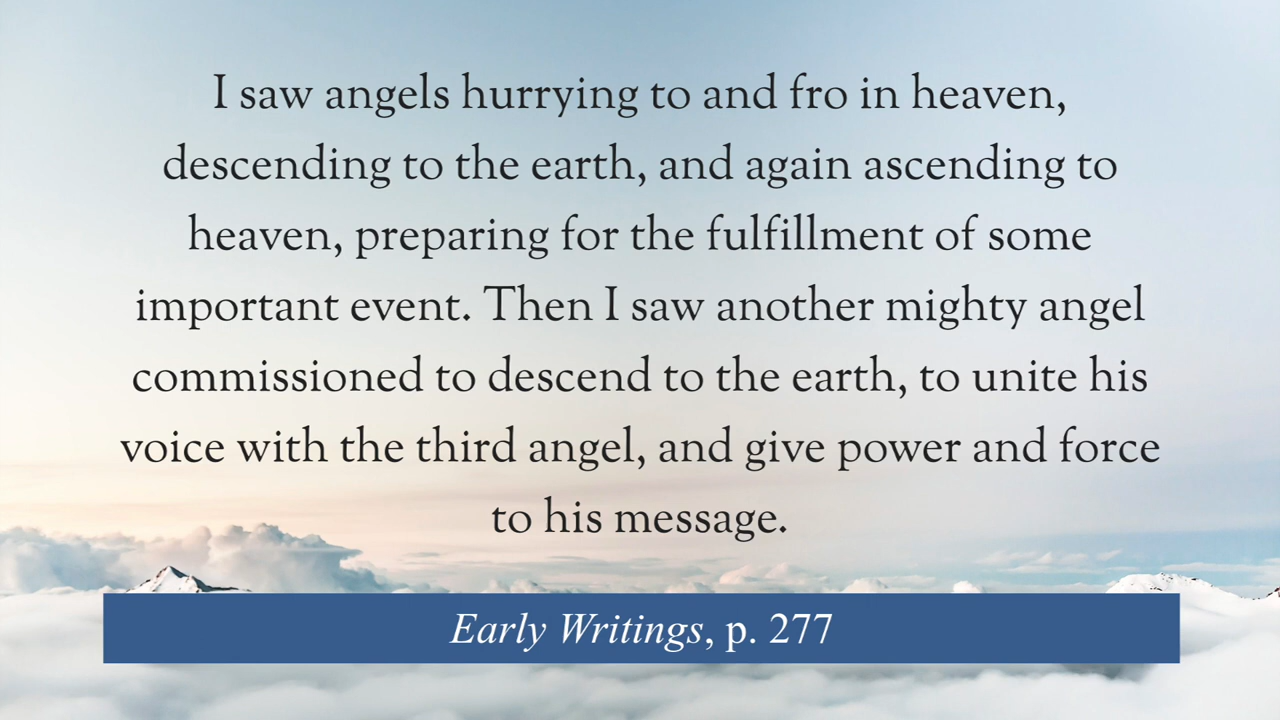 I saw angels hurrying to and fro in heaven,
descending to the earth, and again ascending to
heaven, preparing for the fulfillment of some
important event. Then I saw another mighty angel
commissioned to descend to the earth, to unite his
voice with the third angel, and give power and force
to his message.
Early Writings, p. 277